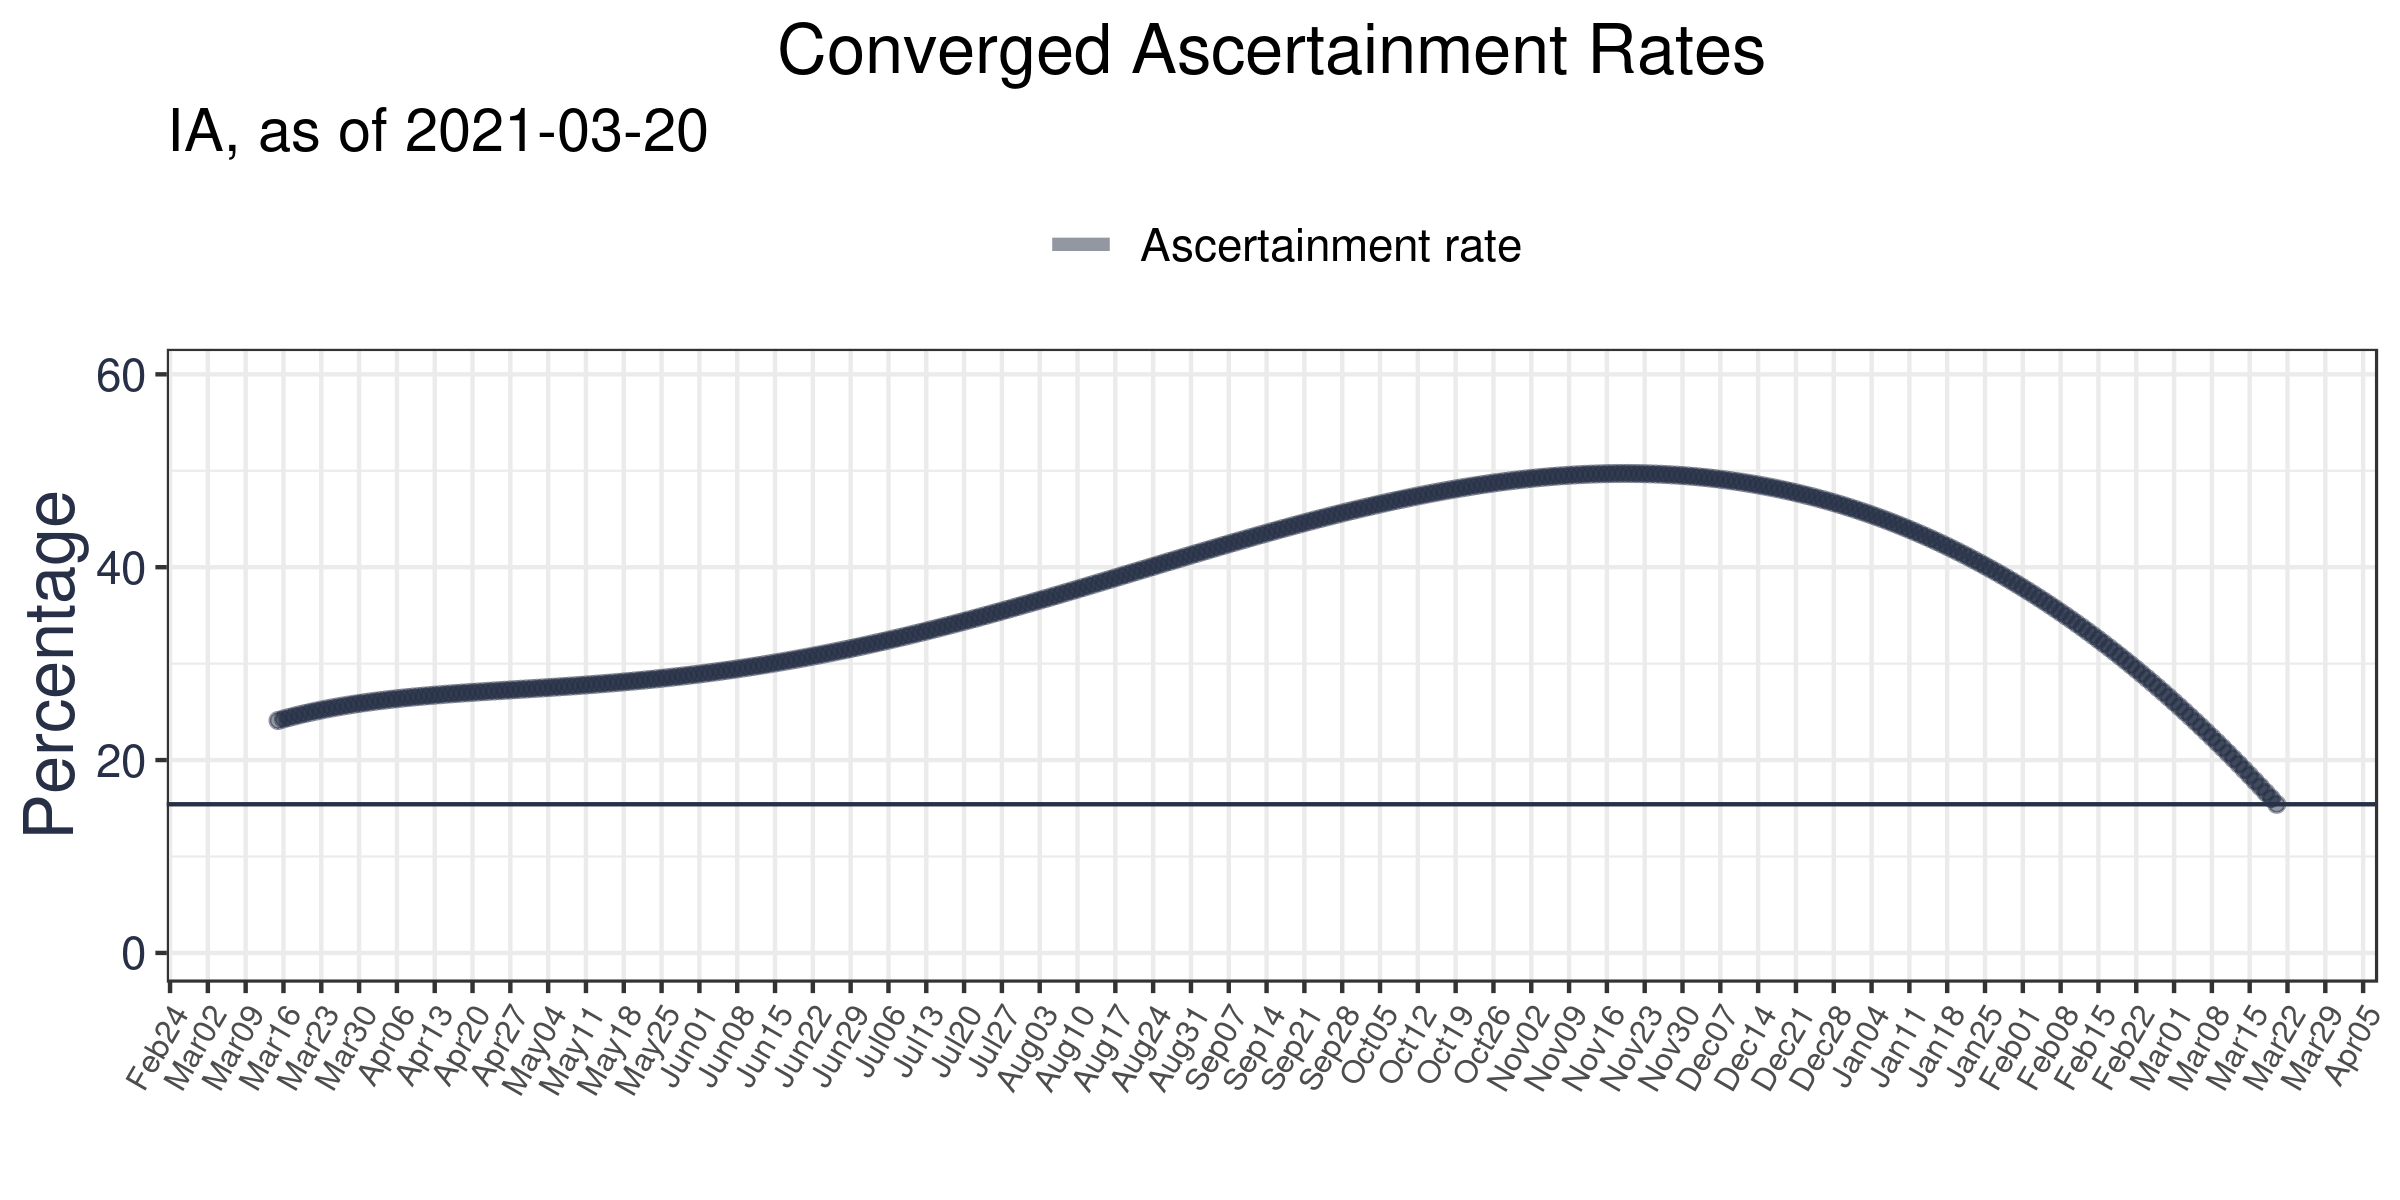 Converged Ascertainment Rates
IA, as of 2021-03-20
Ascertainment rate
Percentage
60
40
20
0
Feb24 Mar02 Mar09 Mar16 Mar23 Mar30 Apr06 Apr13 Apr20 Apr27 May04 May11 May18 May25 Jun01 Jun08 Jun15 Jun22 Jun29 Jul06 Jul13 Jul20 Jul27 Aug03 Aug10 Aug17 Aug24 Aug31 Sep07 Sep14 Sep21 Sep28 Oct05 Oct12 Oct19 Oct26 Nov02 Nov09 Nov16 Nov23 Nov30 Dec07 Dec14 Dec21 Dec28 Jan04 Jan11 Jan18 Jan25 Feb01 Feb08 Feb15 Feb22 Mar01 Mar08 Mar15 Mar22 Mar29 Apr05